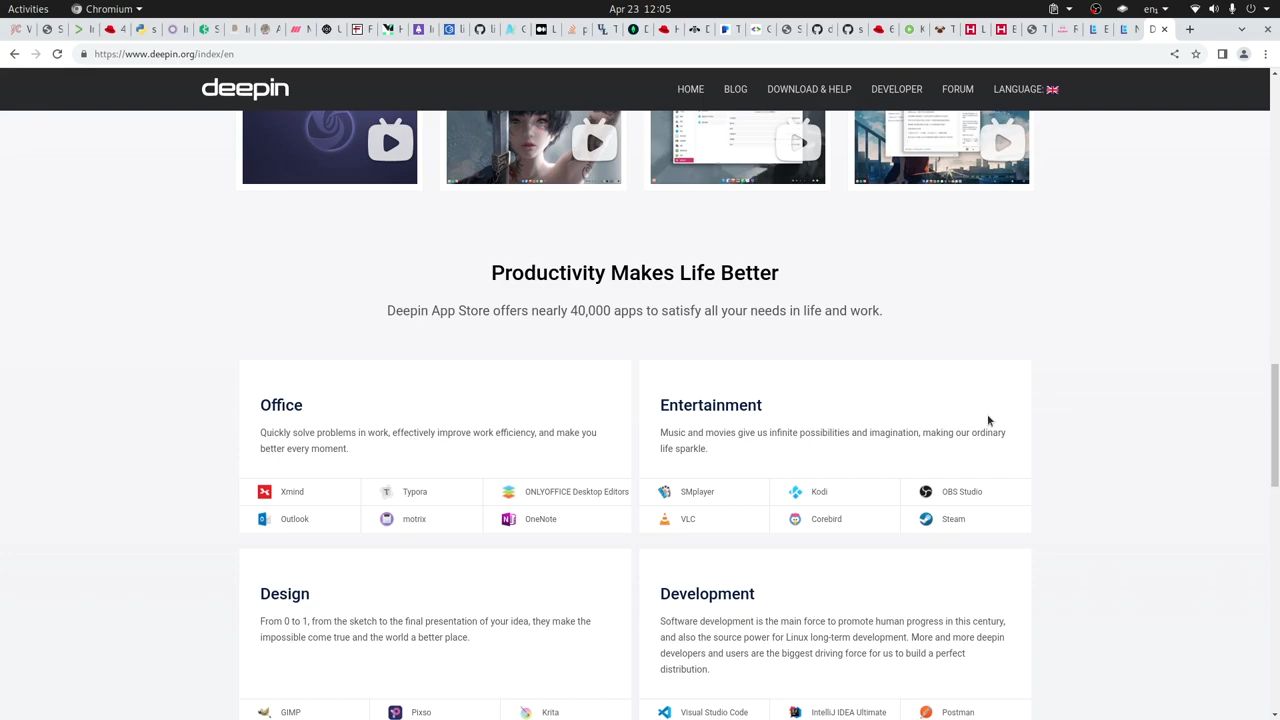 Activities
Chromium
Apr 23 12:05
en
D
https://www.deepin.org/index/en
deepin
HOME
BLOG
DOWNLOAD & HELP
DEVELOPER
FORUM
LANGUAGE:
Productivity Makes Life Better
Deepin App Store offers nearly 40,000 apps to satisfy all your needs in life and work.
Office
Quickly solve problems in work, effectively improve work efficiency, and make you
better every moment.
Xmind
Typora
ONLYOFFICE Desktop Editors
Outlook
motrix
OneNote
Entertainment
Music and movies give us infinite possibilities and imagination, making our ordinary
life sparkle.
SMplayer
Kodi
OBS Studio
VLC
Corebird
Steam
Design
From 0 to 1, from the sketch to the final presentation of your idea, they make the
impossible come true and the world a better place.
GIMP
Pixso
Krita
Development
Software development is the main force to promote human progress in this century,
and also the source power for Linux long-term development. More and more deepin
developers and users are the biggest driving force for us to build a perfect
distribution.
Visual Studio Code
IntelliJ IDEA Ultimate
Postman